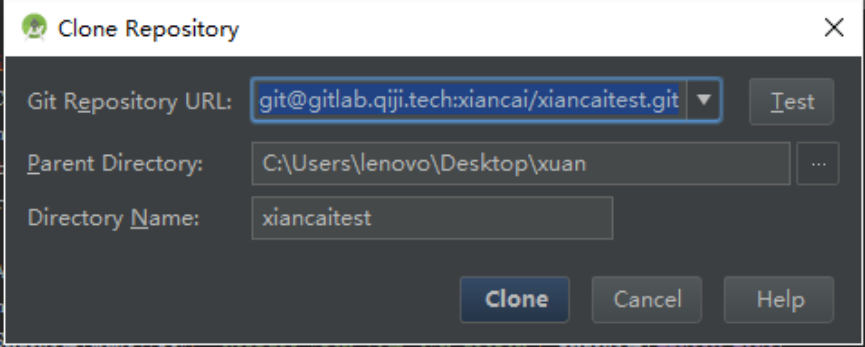 Clone Repository
Git Repository URL: git@gitlab.qiji.tech:xiancai/xiancaitest.git Test
Parent Directory: C:\Users\lenovo\Desktop\xuan ...
Directory Name: xiancaitest
Clone Cancel Help